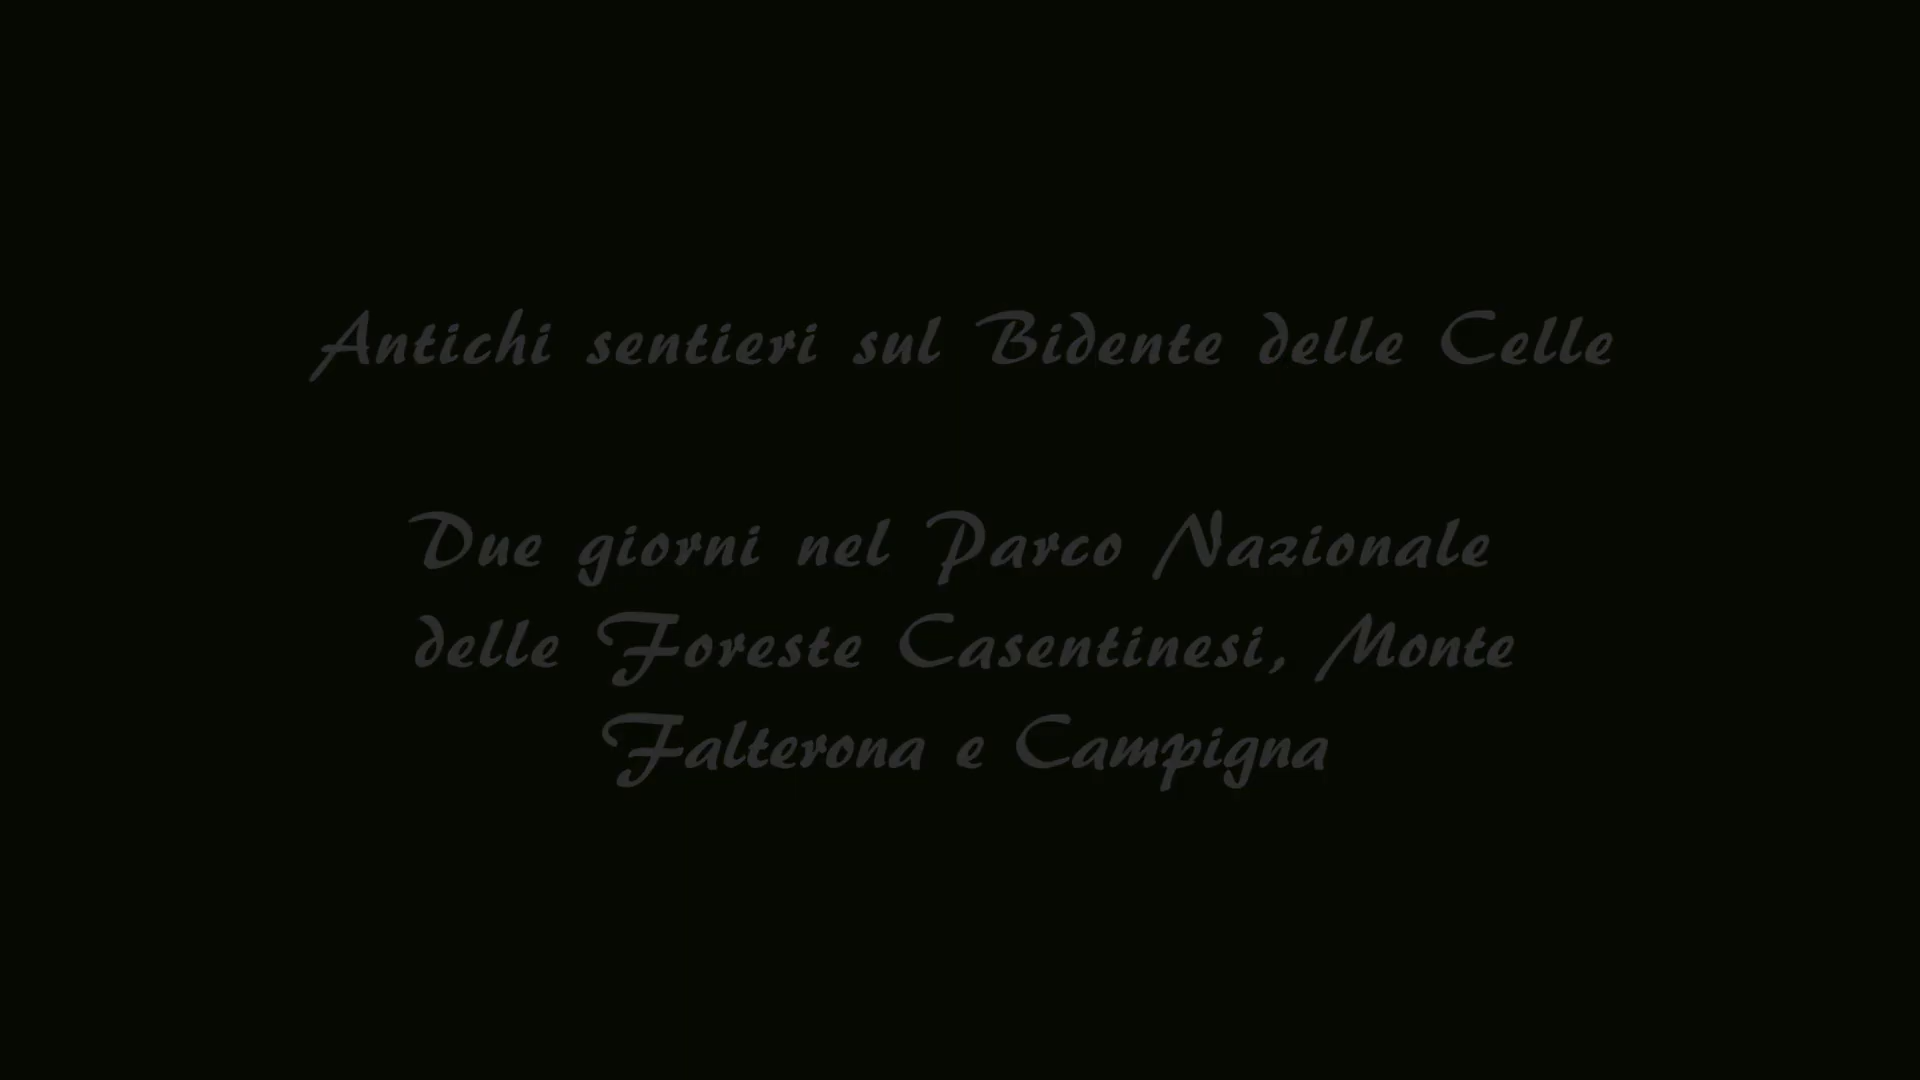 Antichi sentieri sul Bidente delle Celle
Due giorni nel Parco Nazionale
delle Foreste Casentinesi, Monte
Falterona e Campigna